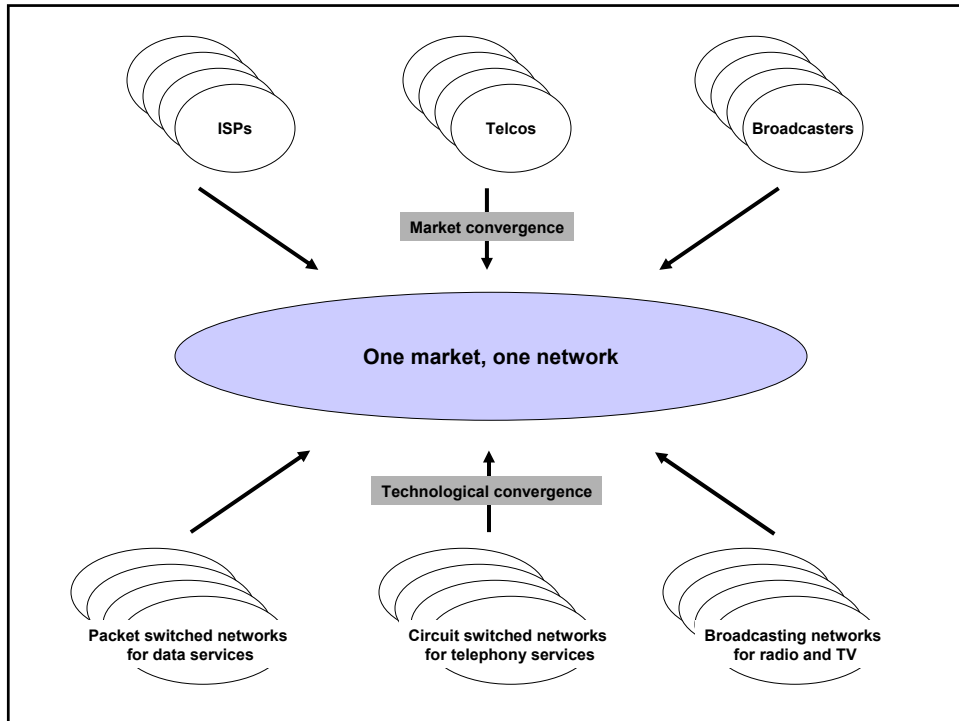 ISPs
Telcos
Broadcasters
Market convergence
One market, one network
Technological convergence
Packet switched networks
for data services
Circuit switched networks
for telephony services
Broadcasting networks
for radio and TV